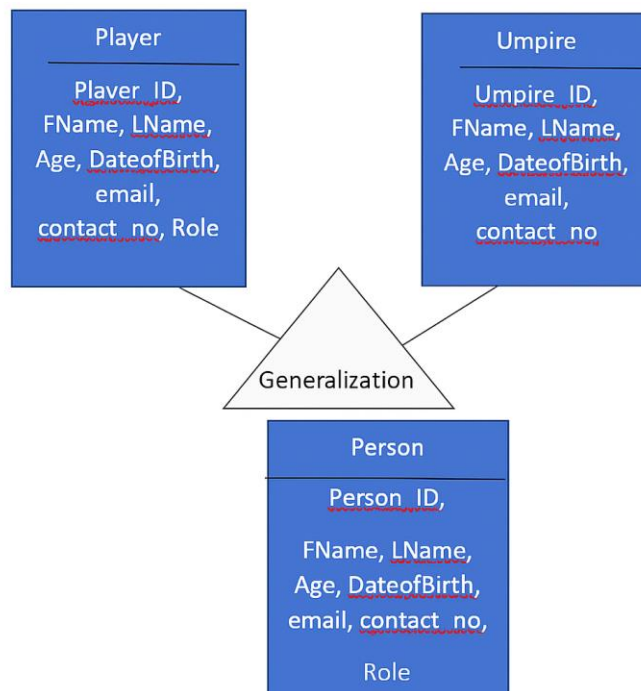 Player
Player_ID,
FName, LName,
Age, DateofBirth,
email,
contact_no, Role
Umpire
Umpire_ID,
FName, LName,
Age, DateofBirth,
email,
contact_no
Generalization
Person
Person_ID,
FName, LName,
Age, DateofBirth,
email, contact_no,
Role